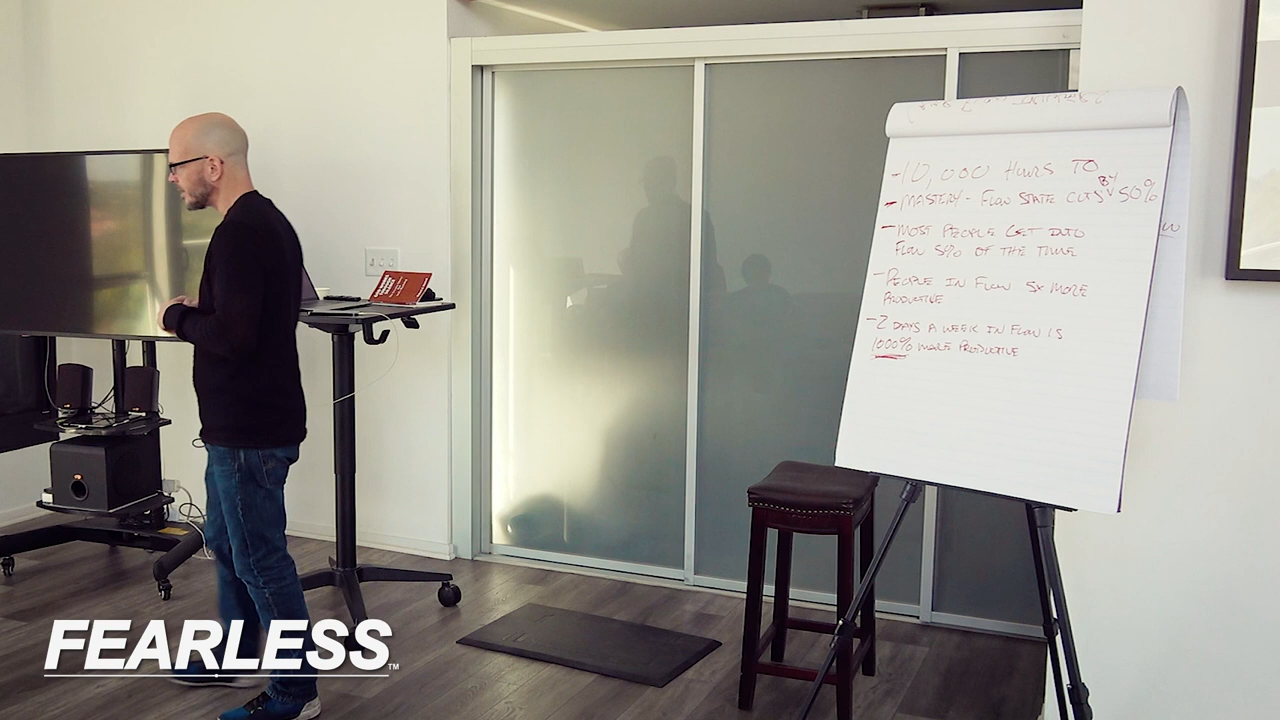 - 10,000 HOURS TO
- MASTERY - FLOW STATE CUTS BY 50%
- MOST PEOPLE GET INTO
FLOW 5% OF THE TIME
- PEOPLE IN FLOW 5X MORE
PRODUCTIVE
- 2 DAYS A WEEK IN FLOW IS
1000% MORE PRODUCTIVE
FEARLESS™